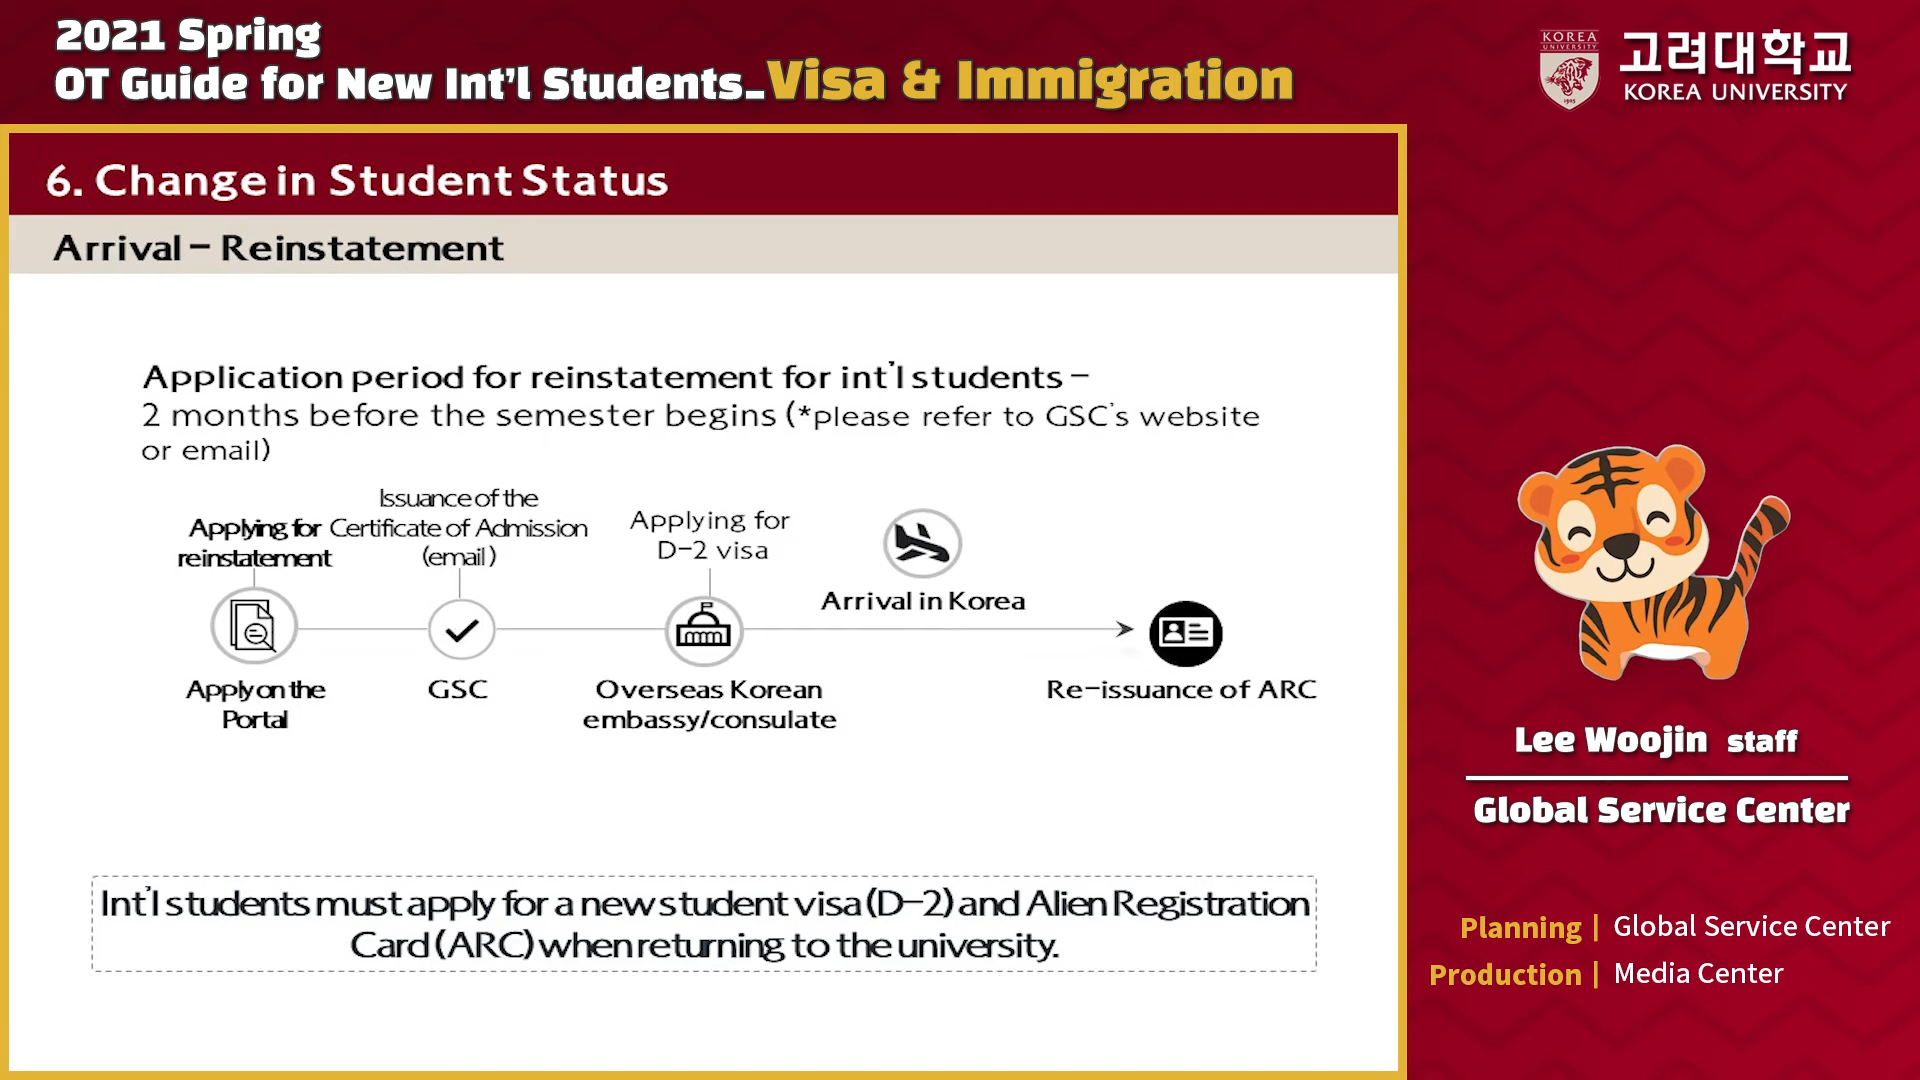 2021 Spring
OT Guide for New Int'l Students_Visa & Immigration
KOREA
UNIVERSITY
1905
고려대학교
KOREA UNIVERSITY
6. Change in Student Status
Arrival – Reinstatement
Application period for reinstatement for int'l students –
2 months before the semester begins (*please refer to GSC's website
or email)
Applying for
reinstatement
Issuance of the
Certificate of Admission
(email)
Applying for
D-2 visa
Arrival in Korea
Apply on the
Portal
GSC
Overseas Korean
embassy/consulate
Re-issuance of ARC
Int'l students must apply for a new student visa (D-2) and Alien Registration
Card (ARC) when returning to the university.
Lee Woojin staff
Global Service Center
Planning | Global Service Center
Production | Media Center